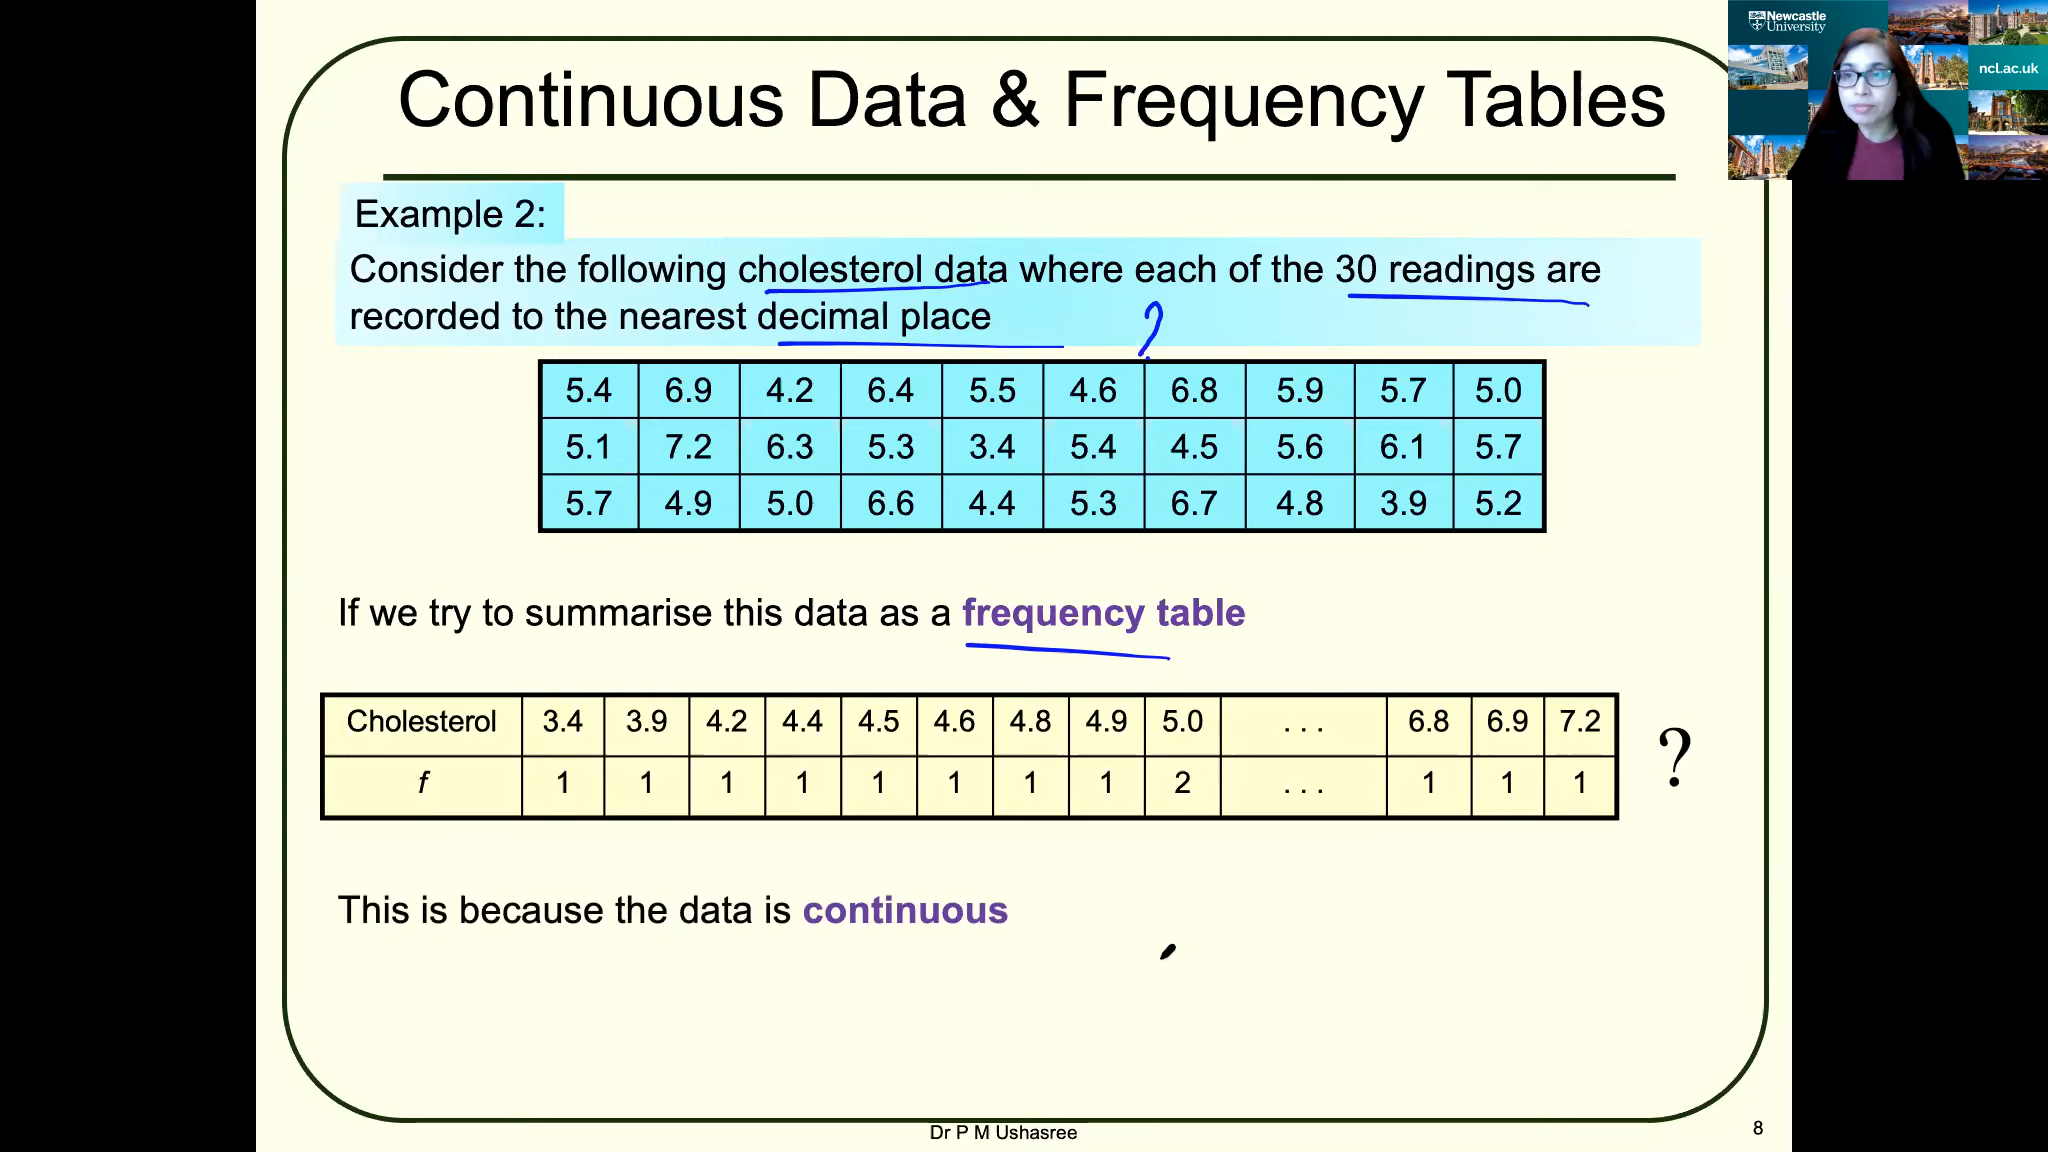 Newcastle
University
ncl.ac.uk
Continuous Data & Frequency Tables
Example 2:
Consider the following cholesterol data where each of the 30 readings are
recorded to the nearest decimal place
?
5.4 6.9 4.2 6.4 5.5 4.6 6.8 5.9 5.7 5.0
5.1 7.2 6.3 5.3 3.4 5.4 4.5 5.6 6.1 5.7
5.7 4.9 5.0 6.6 4.4 5.3 6.7 4.8 3.9 5.2
If we try to summarise this data as a frequency table
Cholesterol 3.4 3.9 4.2 4.4 4.5 4.6 4.8 4.9 5.0 . . . 6.8 6.9 7.2
?
f 1 1 1 1 1 1 1 1 2 . . . 1 1 1
This is because the data is continuous
Dr P M Ushasree
8